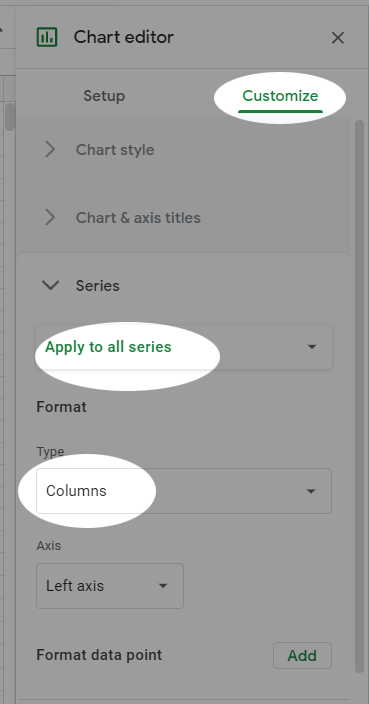 Chart editor
Setup
Customize
Chart style
Chart & axis titles
Series
Apply to all series
Format
Type
Columns
Axis
Left axis
Format data point
Add